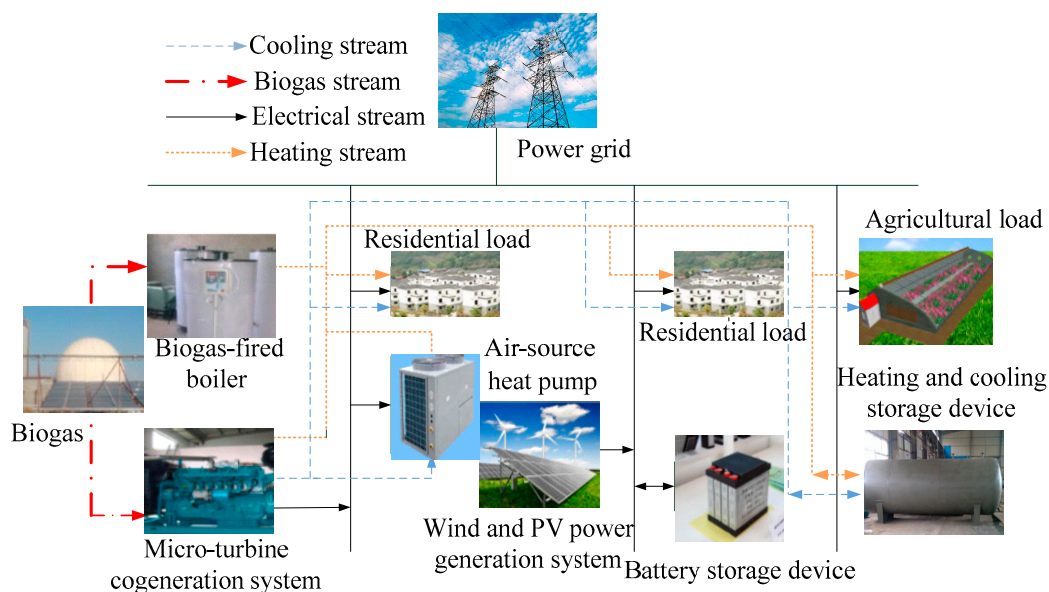 Cooling stream
Biogas stream
Electrical stream
Heating stream
Power grid
Residential load
Agricultural load
Residential load
Biogas-fired
boiler
Air-source
heat pump
Heating and cooling
storage device
Biogas
Micro-turbine
cogeneration system
Wind and PV power
generation system
Battery storage device